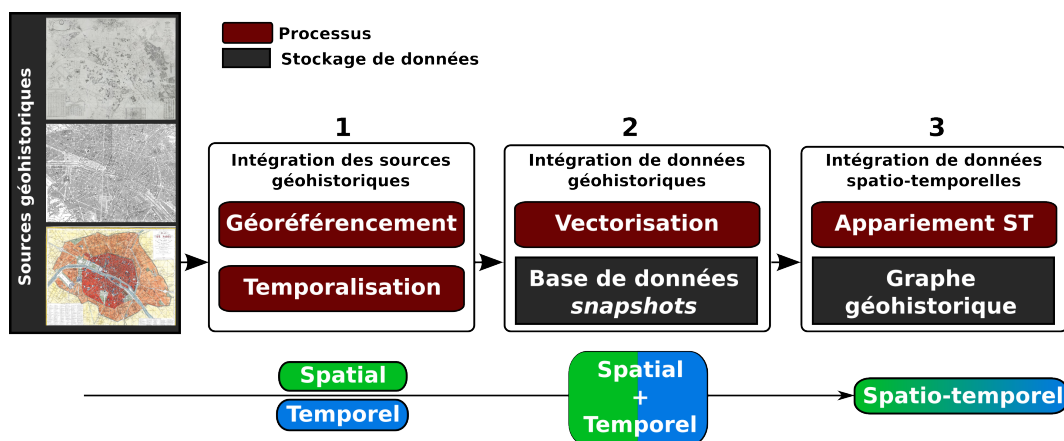 Sources géohistoriques
Processus
Stockage de données
1
Intégration des sources
géohistoriques
Géoréférencement
Temporalisation
2
Intégration de données
géohistoriques
Vectorisation
Base de données
snapshots
3
Intégration de données
spatio-temporelles
Appariement ST
Graphe
géohistorique
Spatial
Temporel
Spatial
+
Temporel
Spatio-temporel